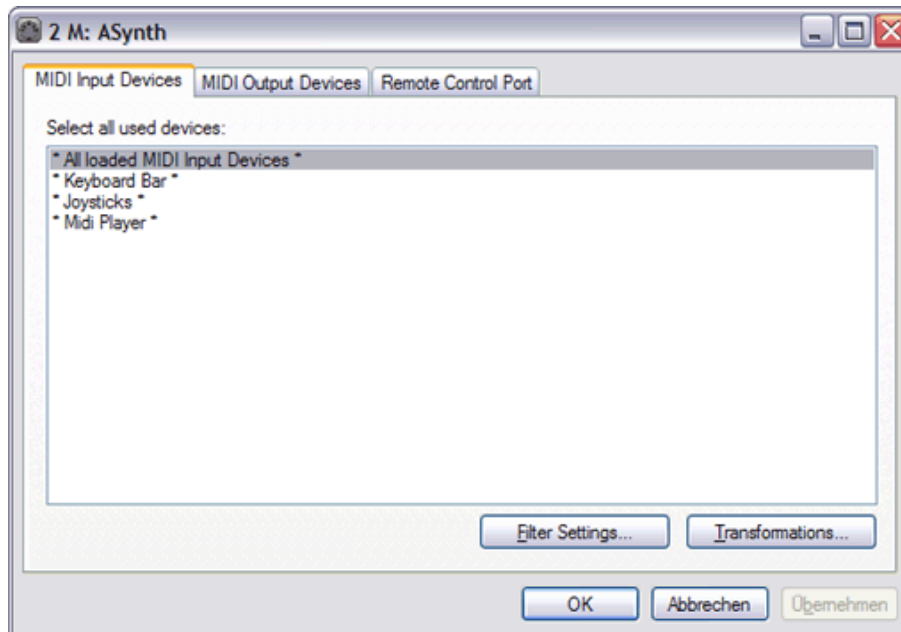 2 M: ASynth
MIDI Input Devices MIDI Output Devices Remote Control Port
Select all used devices:
* All loaded MIDI Input Devices *
* Keyboard Bar *
* Joysticks *
* Midi Player *
Filter Settings... Transformations...
OK Abbrechen Übernehmen